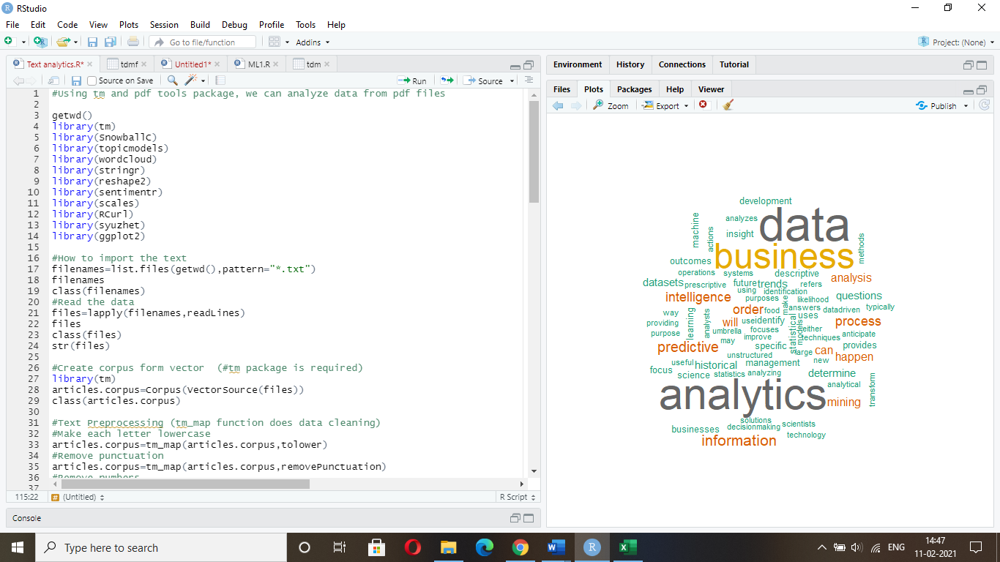 RStudio
File Edit Code View Plots Session Build Debug Profile Tools Help
Go to file/function Addins Project: (None)
Text analytics.R* tdmf Untitled1* ML1.R tdm
Source on Save Run Source
1 #Using tm and pdf tools package, we can analyze data from pdf files
2
3 getwd()
4 library(tm)
5 library(SnowballC)
6 library(topicmodels)
7 library(wordcloud)
8 library(stringr)
9 library(reshape2)
10 library(sentimentr)
11 library(scales)
12 library(RCurl)
13 library(syuzhet)
14 library(ggplot2)
15
16 #How to import the text
17 filenames=list.files(getwd(),pattern="*.txt")
18 filenames
19 class(filenames)
20 #Read the data
21 files=lapply(filenames,readLines)
22 files
23 class(files)
24 str(files)
25
26 #Create corpus form vector  (#tm package is required)
27 library(tm)
28 articles.corpus=Corpus(VectorSource(files))
29 class(articles.corpus)
30
31 #Text Preprocessing (tm_map function does data cleaning)
32 #Make each letter lowercase
33 articles.corpus=tm_map(articles.corpus,tolower)
34 #Remove punctuation
35 articles.corpus=tm_map(articles.corpus,removePunctuation)
36 #Remove numbers
37
115:22 # (Untitled) R Script
Console
Environment History Connections Tutorial
Files Plots Packages Help Viewer
Zoom Export Publish
development
machine
analyzes
data
actions
insight
methods
business
outcomes
operations systems descriptive
analysis
datasets prescriptive future trends refers
using identification
intelligence purposes make likelihood questions
order food answers datadriven typically
way learning analysts will use identify statistical uses process
providing
purpose umbrella focuses models either
may improve techniques anticipate
predictive specific provides
unstructured large can happen
useful historical management new
focus science statistics analyzing determine
analytics analytical transform
mining
solutions
businesses decisionmaking scientists
information technology
Type here to search
ENG
14:47
11-02-2021